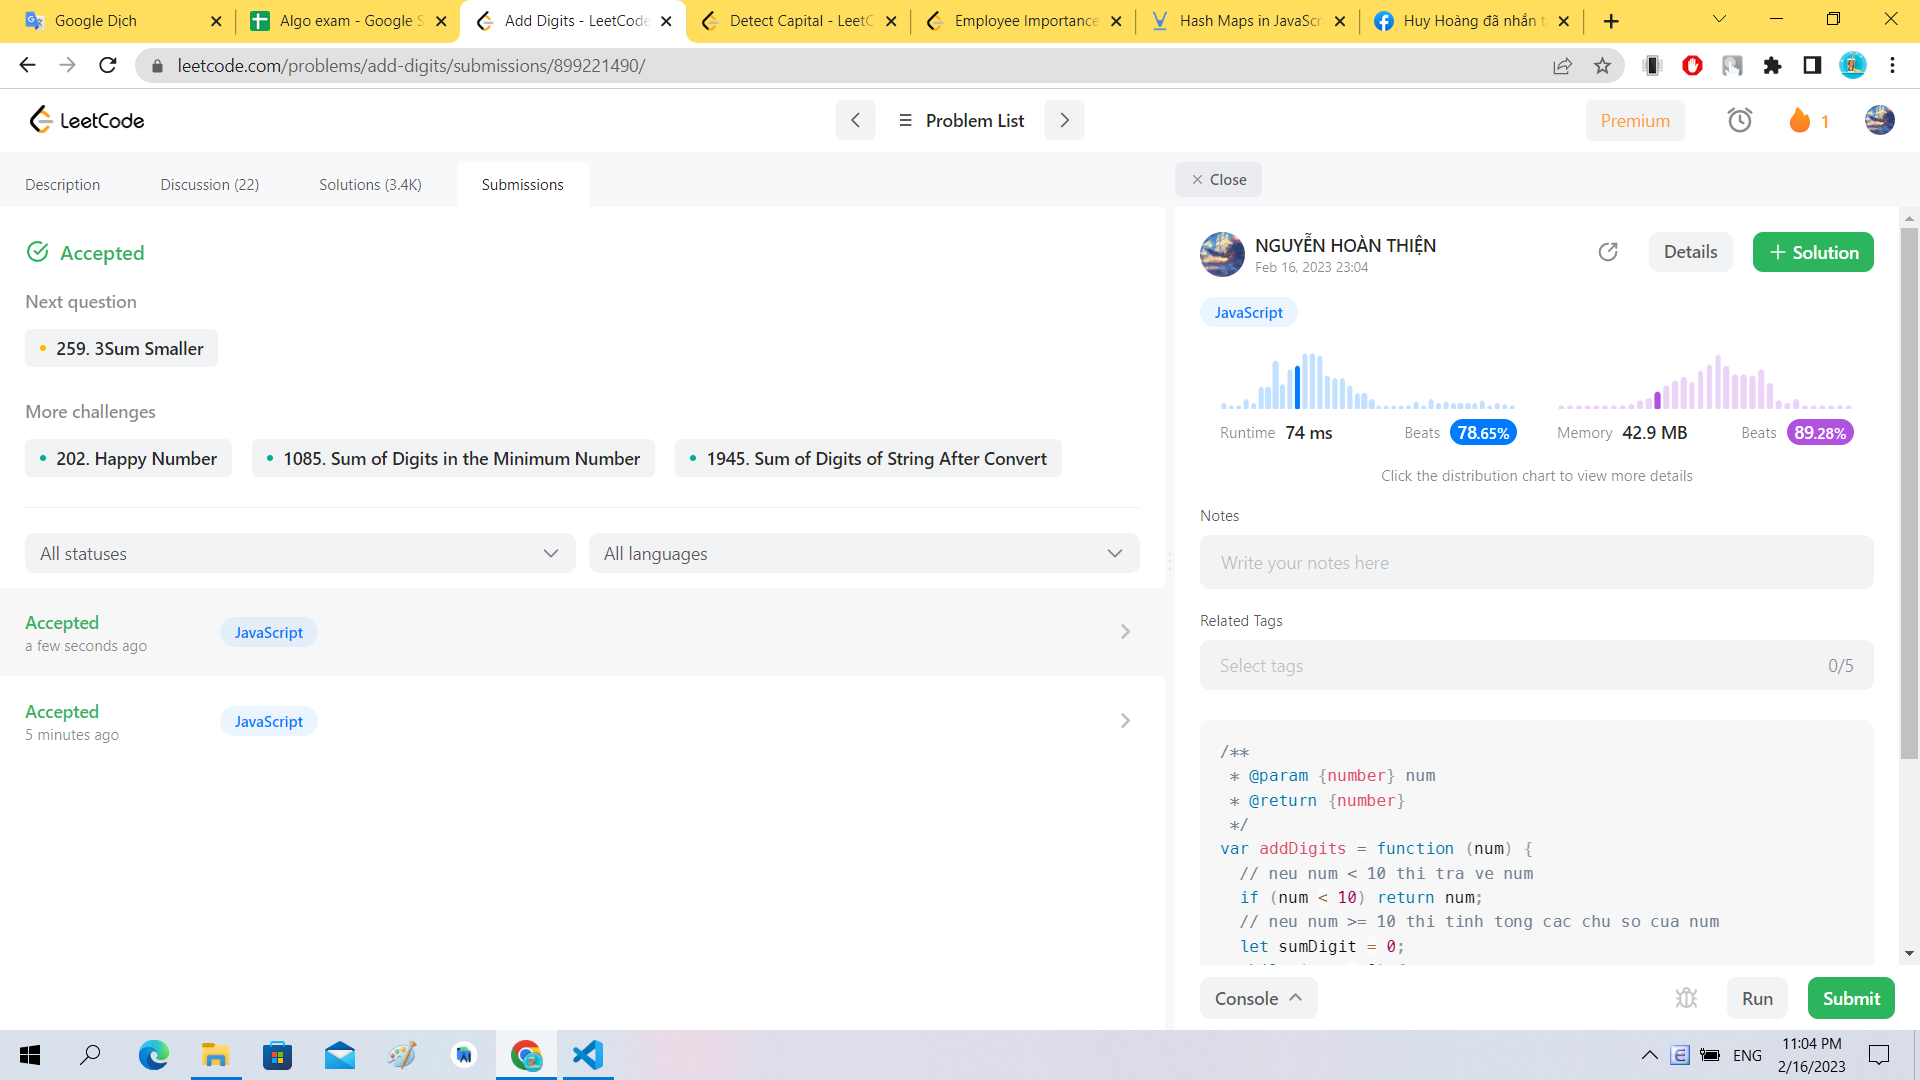 Google Dịch
Algo exam - Google S
Add Digits - LeetCode
Detect Capital - LeetC
Employee Importance
Hash Maps in JavaScr
Huy Hoàng đã nhắn t
leetcode.com/problems/add-digits/submissions/899221490/
LeetCode
Problem List
Premium
1
Description
Discussion (22)
Solutions (3.4K)
Submissions
Close
Accepted
Next question
259. 3Sum Smaller
More challenges
202. Happy Number
1085. Sum of Digits in the Minimum Number
1945. Sum of Digits of String After Convert
All statuses
All languages
Accepted
a few seconds ago
JavaScript
Accepted
5 minutes ago
JavaScript
NGUYỄN HOÀN THIỆN
Feb 16, 2023 23:04
Details
+ Solution
JavaScript
Runtime 74 ms
Beats 78.65%
Memory 42.9 MB
Beats 89.28%
Click the distribution chart to view more details
Notes
Write your notes here
Related Tags
Select tags
0/5
/**
* @param {number} num
* @return {number}
*/
var addDigits = function (num) {
// neu num < 10 thi tra ve num
if (num < 10) return num;
// neu num >= 10 thi tinh tong cac chu so cua num
let sumDigit = 0;
Console
Run
Submit
ENG
11:04 PM
2/16/2023